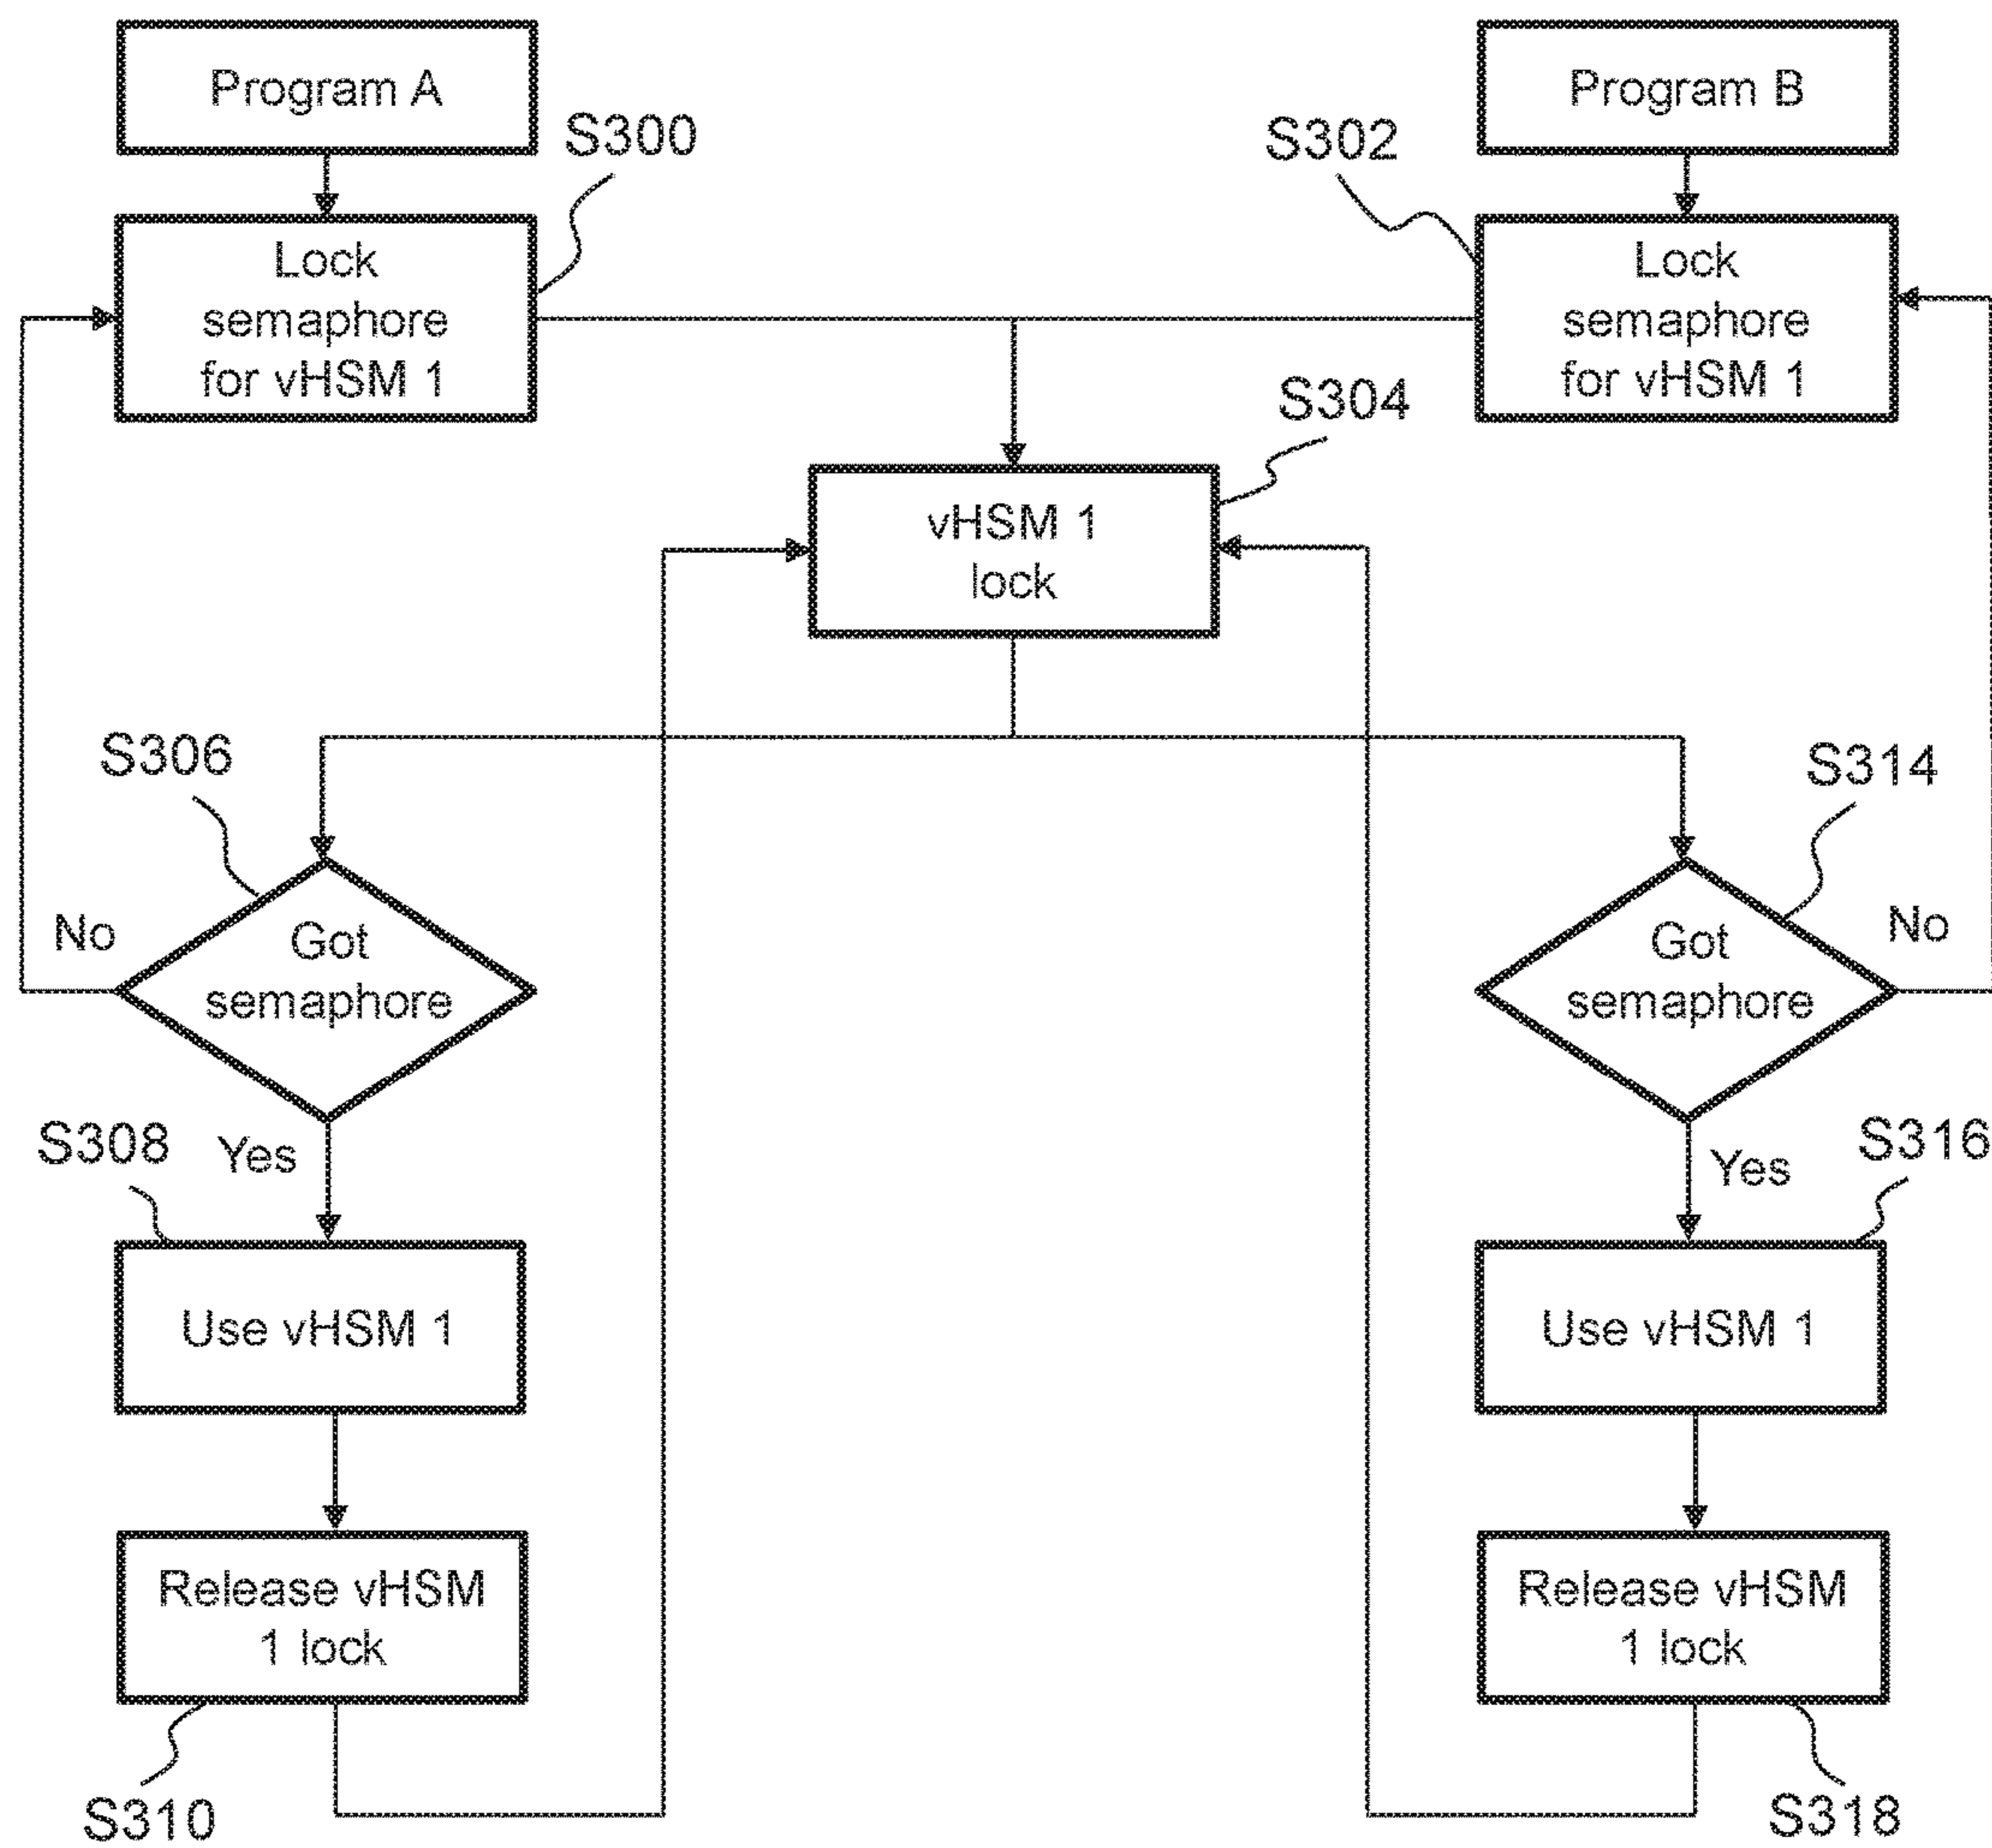 Program A
Program B
S300
S302
Lock
semaphore
for vHSM 1
Lock
semaphore
for vHSM 1
S304
vHSM 1
lock
S306
S314
No
Got
semaphore
Got
semaphore
No
S308
Yes
Yes
S316
Use vHSM 1
Use vHSM 1
Release vHSM
1 lock
Release vHSM
1 lock
S310
S318